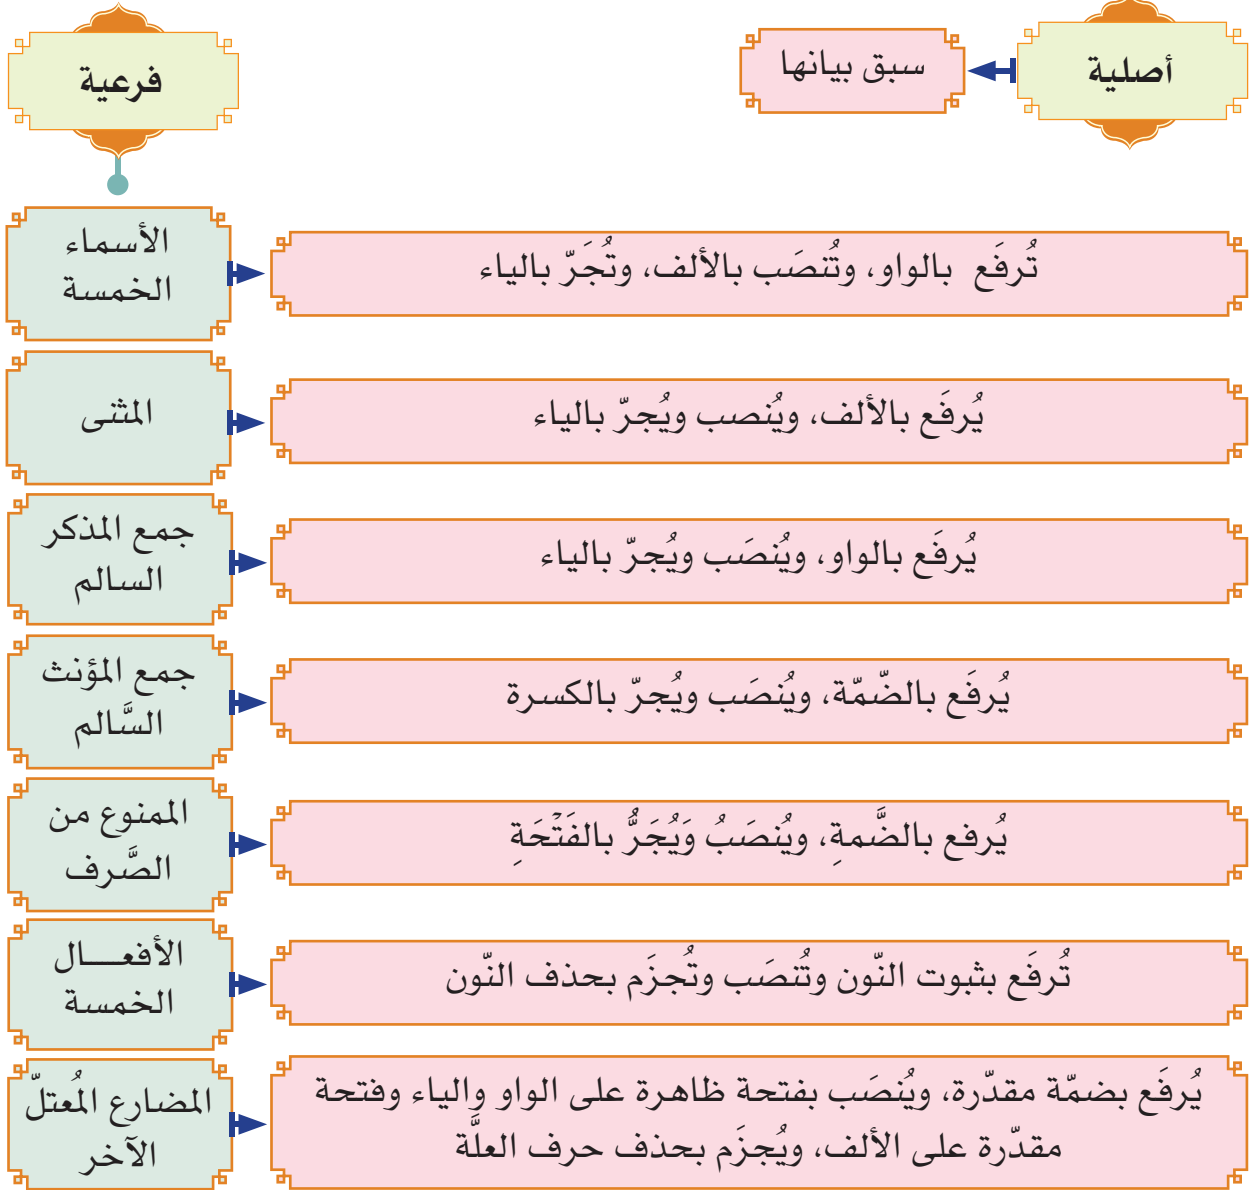 أصلية
سبق بيانها
فرعية
الأسماء
الخمسة
تُرفَع بالواو، وتُنصَب بالألف، وتُجَرّ بالياء
المثنى
يُرفَع بالألف، ويُنصب ويُجرّ بالياء
جمع المذكر
السالم
يُرفَع بالواو، ويُنصَب ويُجرّ بالياء
جمع المؤنث
السَّالم
يُرفَع بالضّمّة، ويُنصَب ويُجرّ بالكسرة
الممنوع من
الصَّرف
يُرفع بالضَّمةِ، ويُنصَبُ وَيُجَرُّ بالفَتْحَةِ
الأفعـــال
الخمسة
تُرفَع بثبوت النّون وتُنصَب وتُجزَم بحذف النّون
المضارع المُعتلّ
الآخر
يُرفَع بضمّة مقدّرة، ويُنصَب بفتحة ظاهرة على الواو والياء وفتحة
مقدّرة على الألف، ويُجزَم بحذف حرف العلَّة